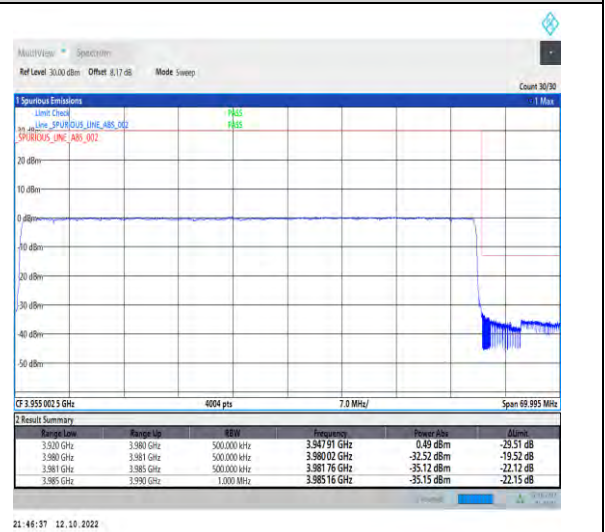 MultiView Spectrum
Ref Level 30.00 dBm Offset 8.17 dB Mode Sweep
Count 30/30
1 Spurious Emissions 1 Max
Limit Check PASS
Line _SPURIOUS_LINE_ABS_002 PASS
30 dBm
SPURIOUS_LINE_ABS_002
20 dBm
10 dBm
0 dBm
-10 dBm
-20 dBm
-30 dBm
-40 dBm
-50 dBm
CF 3.955 002 5 GHz 4004 pts 7.0 MHz/ Span 69.995 MHz
2 Result Summary
Range Low Range Up RBW Frequency Power Abs ΔLimit
3.920 GHz 3.980 GHz 500.000 kHz 3.947 91 GHz 0.49 dBm -29.51 dB
3.980 GHz 3.981 GHz 500.000 kHz 3.980 02 GHz -32.52 dBm -19.52 dB
3.981 GHz 3.985 GHz 500.000 kHz 3.981 76 GHz -35.12 dBm -22.12 dB
3.985 GHz 3.990 GHz 1.000 MHz 3.985 16 GHz -35.15 dBm -22.15 dB
21:46:37 12.10.2022